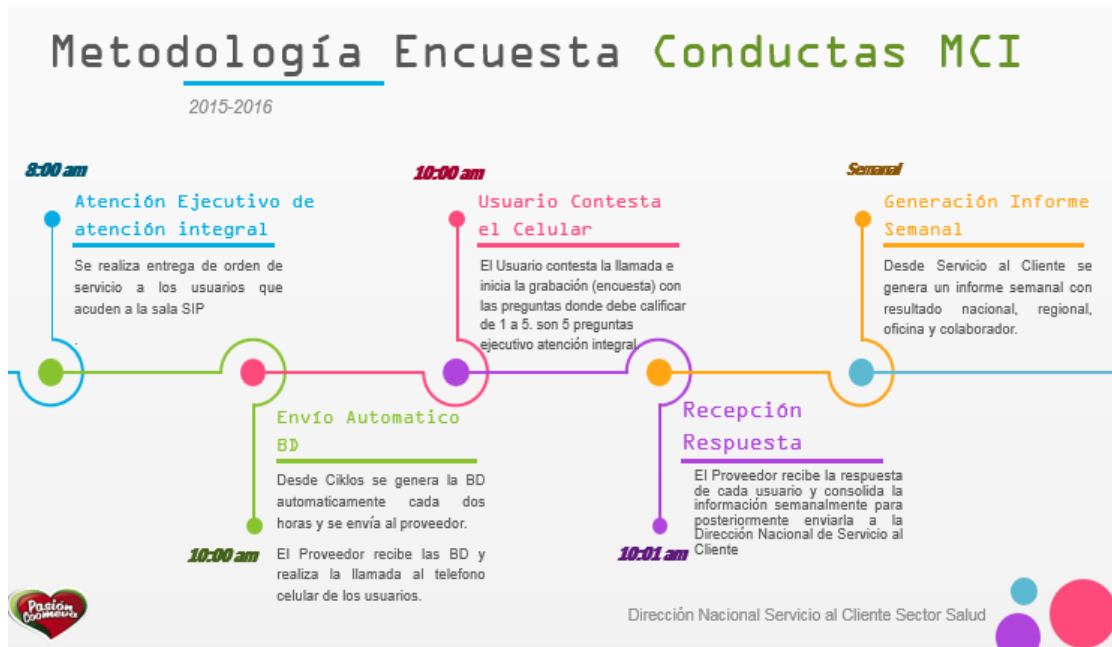 Metodología Encuesta Conductas MCI
2015-2016
8:00 am
Atención Ejecutivo de
atención integral
Se realiza entrega de orden de
servicio a los usuarios que
acuden a la sala SIP
.
10:00 am
Usuario Contesta
el Celular
El Usuario contesta la llamada e
inicia la grabación (encuesta) con
las preguntas donde debe calificar
de 1 a 5. son 5 preguntas
ejecutivo atención integral.
Semanal
Generación Informe
Semanal
Desde Servicio al Cliente se
genera un informe semanal con
resultado nacional, regional,
oficina y colaborador.
Envío Automatico
BD
Desde Ciklos se genera la BD
automaticamente cada dos
horas y se envía al proveedor.
10:00 am
El Proveedor recibe las BD y
realiza la llamada al telefono
celular de los usuarios.
Recepción
Respuesta
El Proveedor recibe la respuesta
de cada usuario y consolida la
información semanalmente para
posteriormente enviarla a la
Dirección Nacional de Servicio al
Cliente
10:01 am
Pasión
Coomeva
Dirección Nacional Servicio al Cliente Sector Salud